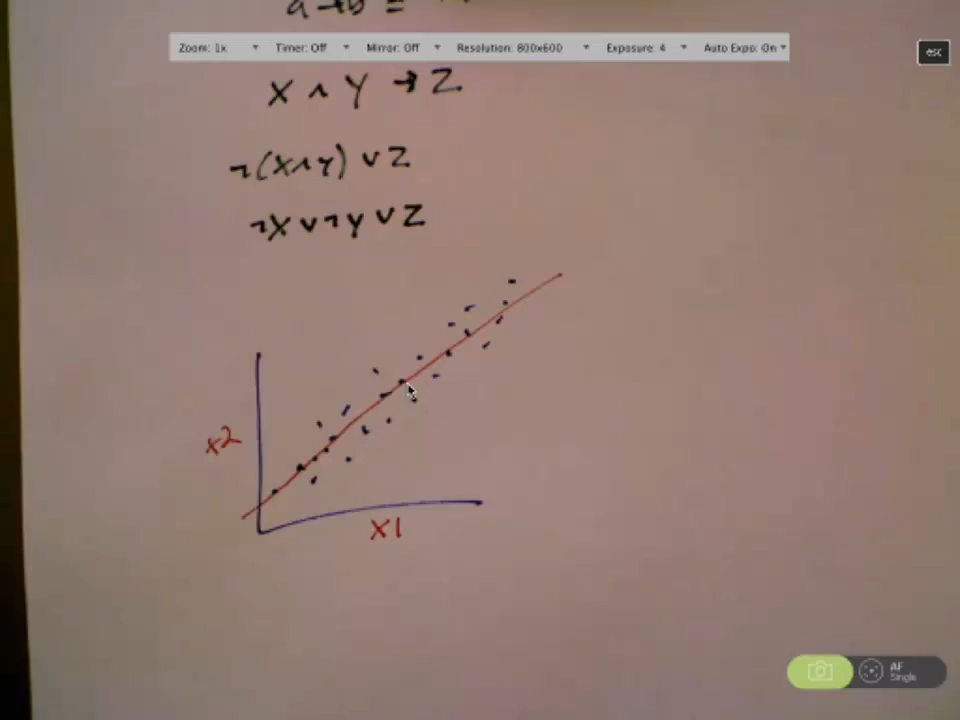 a → b =
Zoom: 1x Timer: Off Mirror: Off Resolution: 800x600 Exposure: 4 Auto Expo: On
esc
X ∧ Y → Z
¬(X∧Y) ∨ Z
¬X ∨ ¬Y ∨ Z
x2
x1
AF
Single